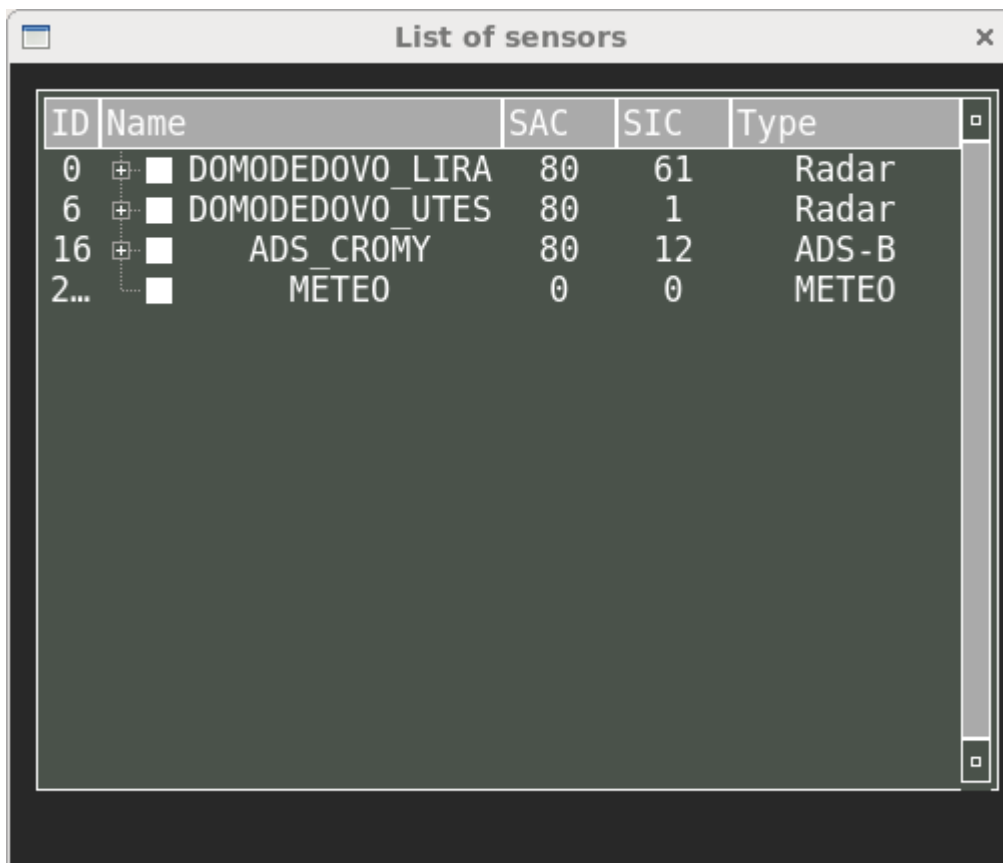 List of sensors
ID Name SAC SIC Type
0 DOMODEDOVO_LIRA 80 61 Radar
6 DOMODEDOVO_UTES 80 1 Radar
16 ADS_CROMY 80 12 ADS-B
2… METEO 0 0 METEO